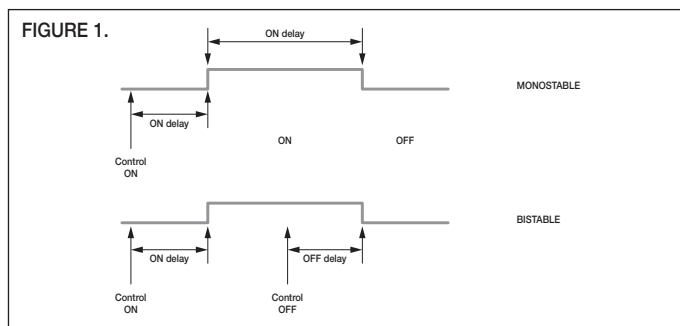 FIGURE 1.
ON delay
MONOSTABLE
ON delay
ON
OFF
Control
ON
BISTABLE
ON delay
OFF delay
Control
ON
Control
OFF